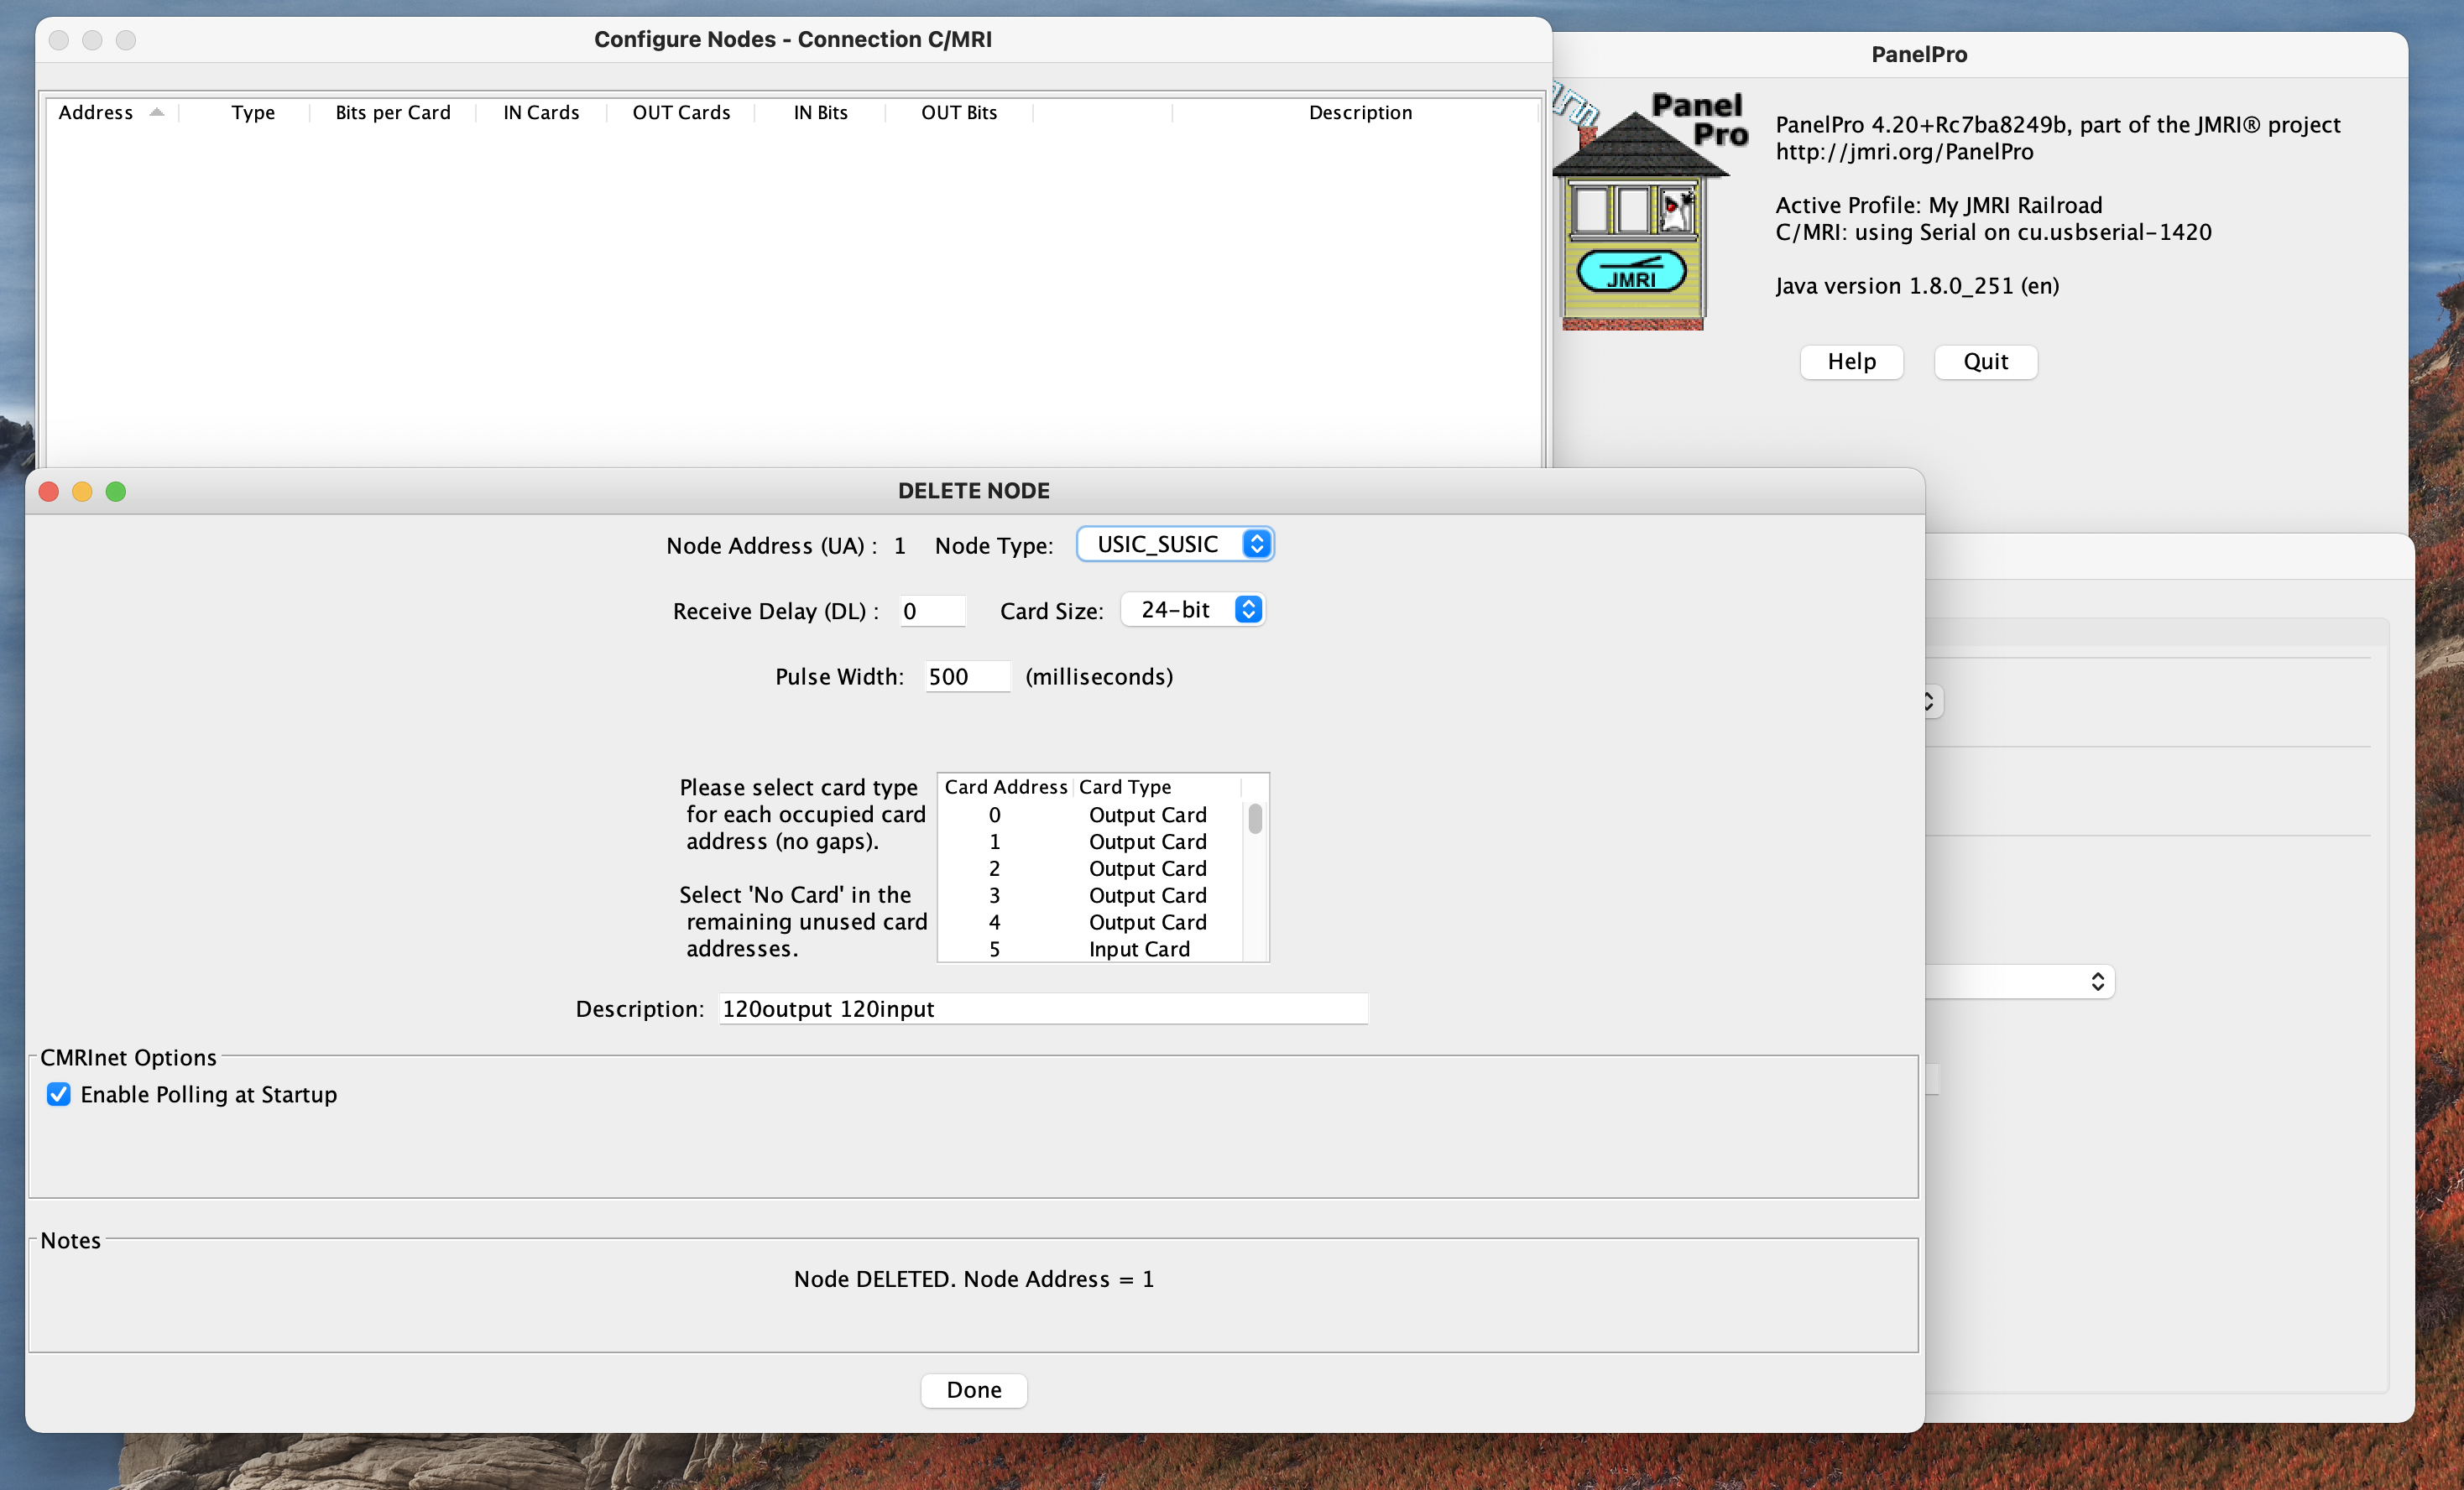 Configure Nodes - Connection C/MRI
Address Type Bits per Card IN Cards OUT Cards IN Bits OUT Bits Description
PanelPro
Panel
Pro
JMRI
PanelPro 4.20+Rc7ba8249b, part of the JMRI® project
http://jmri.org/PanelPro
Active Profile: My JMRI Railroad
C/MRI: using Serial on cu.usbserial-1420
Java version 1.8.0_251 (en)
Help Quit
DELETE NODE
Node Address (UA) : 1 Node Type: USIC_SUSIC
Receive Delay (DL) : 0 Card Size: 24-bit
Pulse Width: 500 (milliseconds)
Please select card type
for each occupied card
address (no gaps).
Select 'No Card' in the
remaining unused card
addresses.
Card Address Card Type
0 Output Card
1 Output Card
2 Output Card
3 Output Card
4 Output Card
5 Input Card
Description: 120output 120input
CMRInet Options
Enable Polling at Startup
Notes
Node DELETED. Node Address = 1
Done